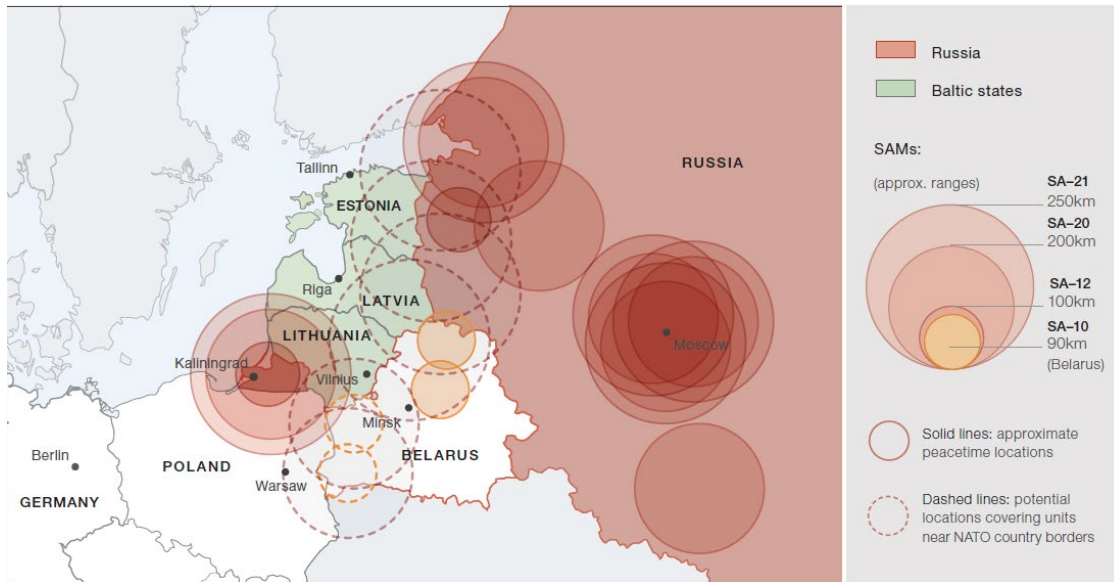 Tallinn
ESTONIA
RUSSIA
Riga
LATVIA
LITHUANIA
Moscow
Kaliningrad
Vilnius
Minsk
Berlin
POLAND
BELARUS
Warsaw
GERMANY
Russia
Baltic states
SAMs:
(approx. ranges)
SA–21
250km
SA–20
200km
SA–12
100km
SA–10
90km
(Belarus)
Solid lines: approximate
peacetime locations
Dashed lines: potential
locations covering units
near NATO country borders